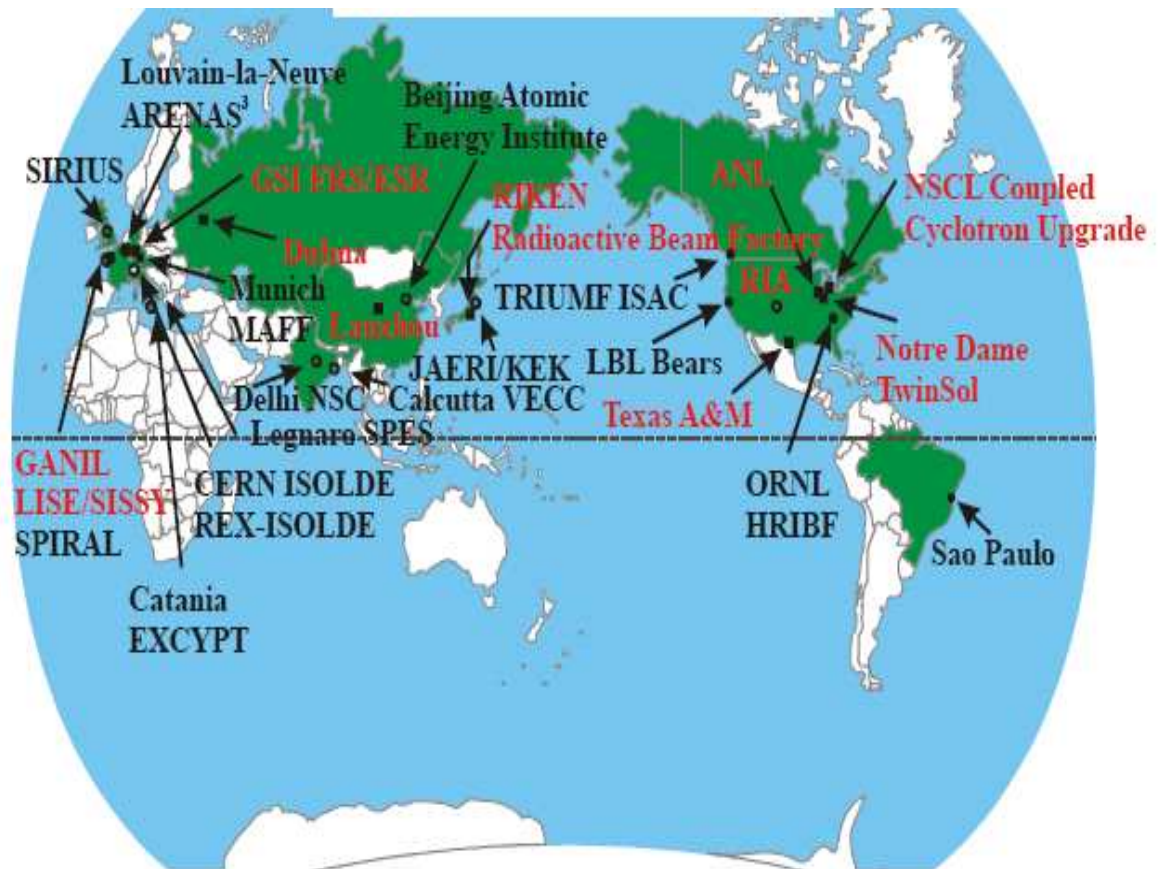 Louvain-la-Neuve
ARENAS³
Beijing Atomic
Energy Institute
SIRIUS
GSI FRS/ESR
RIKEN
Radioactive Beam Factory
ANL
NSCL Coupled
Cyclotron Upgrade
Dubna
Munich
MAFF
TRIUMF ISAC
RIA
Lanzhou
JAERI/KEK
LBL Bears
Notre Dame
TwinSol
Delhi NSC
Calcutta VECC
Texas A&M
Legnaro SPES
GANIL
LISE/SISSY
SPIRAL
CERN ISOLDE
REX-ISOLDE
ORNL
HRIBF
Sao Paulo
Catania
EXCYPT